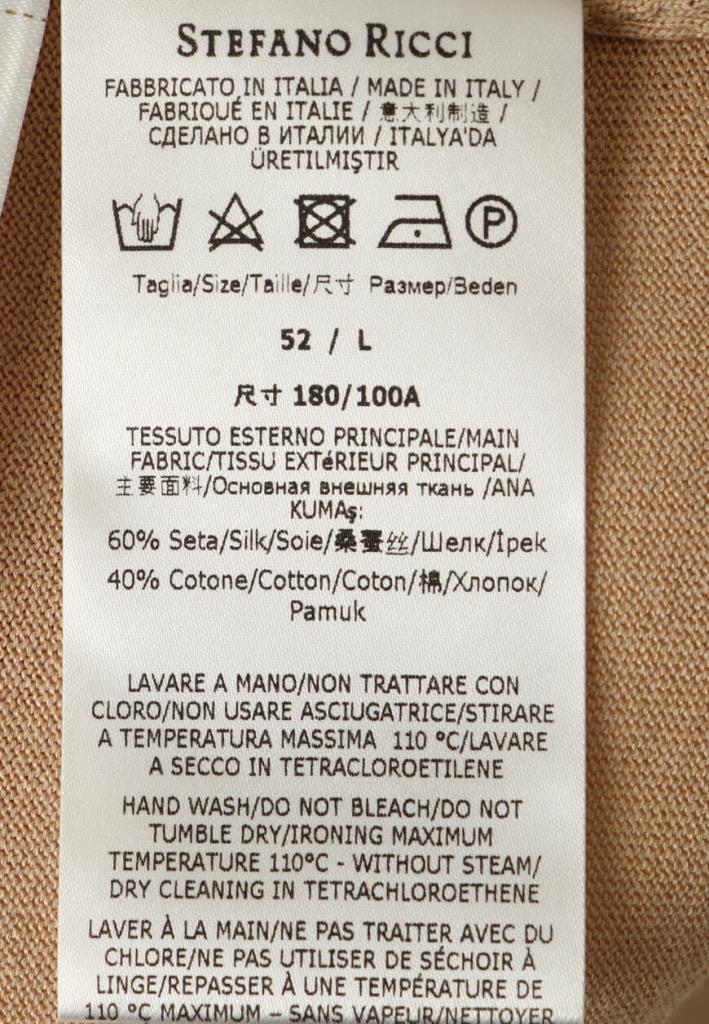 STEFANO RICCI
FABBRICATO IN ITALIA / MADE IN ITALY /
FABRIQUÉ EN ITALIE / 意大利制造 /
СДЕЛАНО В ИТАЛИИ / ITALYA'DA
ÜRETILMIŞTIR
P
Taglia/Size/Taille/尺寸 Размер/Beden
52 / L
尺寸 180/100A
TESSUTO ESTERNO PRINCIPALE/MAIN
FABRIC/TISSU EXTéRIEUR PRINCIPAL/
主要面料/Основная внешняя ткань /ANA
KUMAş:
60% Seta/Silk/Soie/桑蚕丝/Шелк/İpek
40% Cotone/Cotton/Coton/棉/Хлопок/
Pamuk
LAVARE A MANO/NON TRATTARE CON
CLORO/NON USARE ASCIUGATRICE/STIRARE
A TEMPERATURA MASSIMA 110 °C/LAVARE
A SECCO IN TETRACLOROETILENE
HAND WASH/DO NOT BLEACH/DO NOT
TUMBLE DRY/IRONING MAXIMUM
TEMPERATURE 110°C - WITHOUT STEAM/
DRY CLEANING IN TETRACHLOROETHENE
LAVER À LA MAIN/NE PAS TRAITER AVEC DU
CHLORE/NE PAS UTILISER DE SÉCHOIR À
LINGE/REPASSER À UNE TEMPÉRATURE DE
110 °C MAXIMUM – SANS VAPEUR/NETTOYER